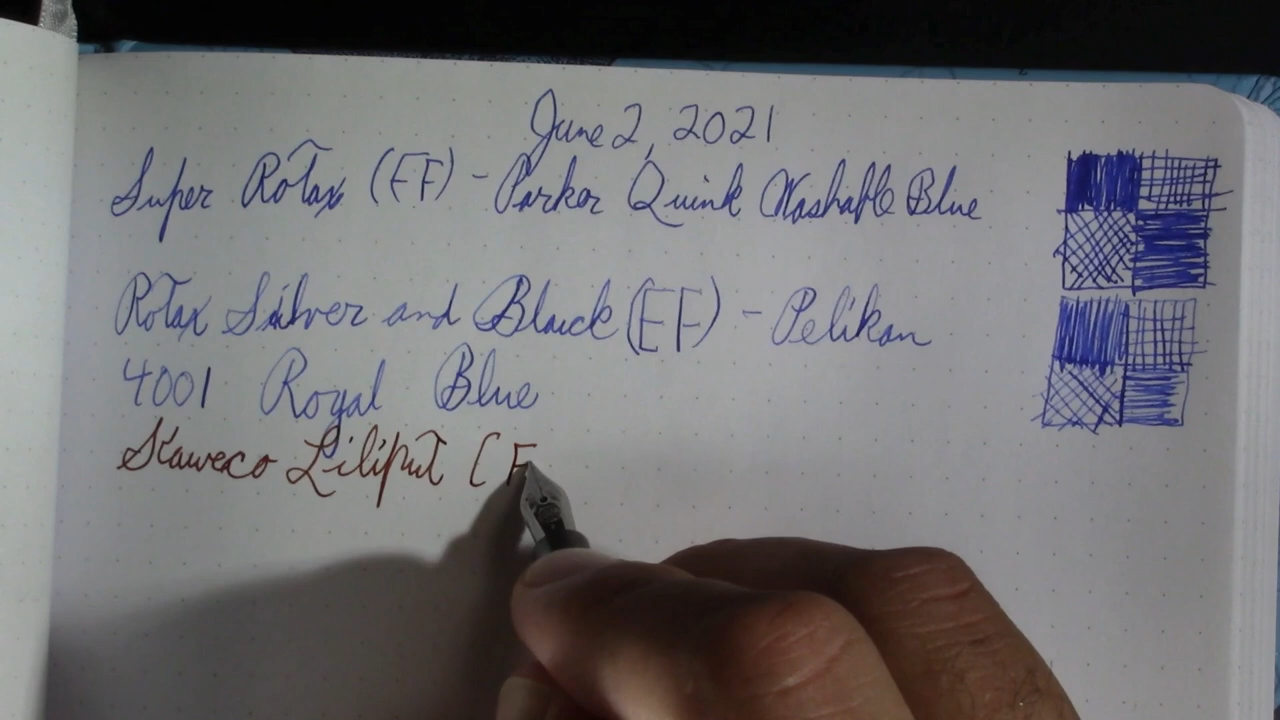 June 2, 2021
Super Rotax (EF) - Parker Quink Washable Blue
Rotax Silver and Black (EF) - Pelikan
4001 Royal Blue
Kaweco Liliput (F